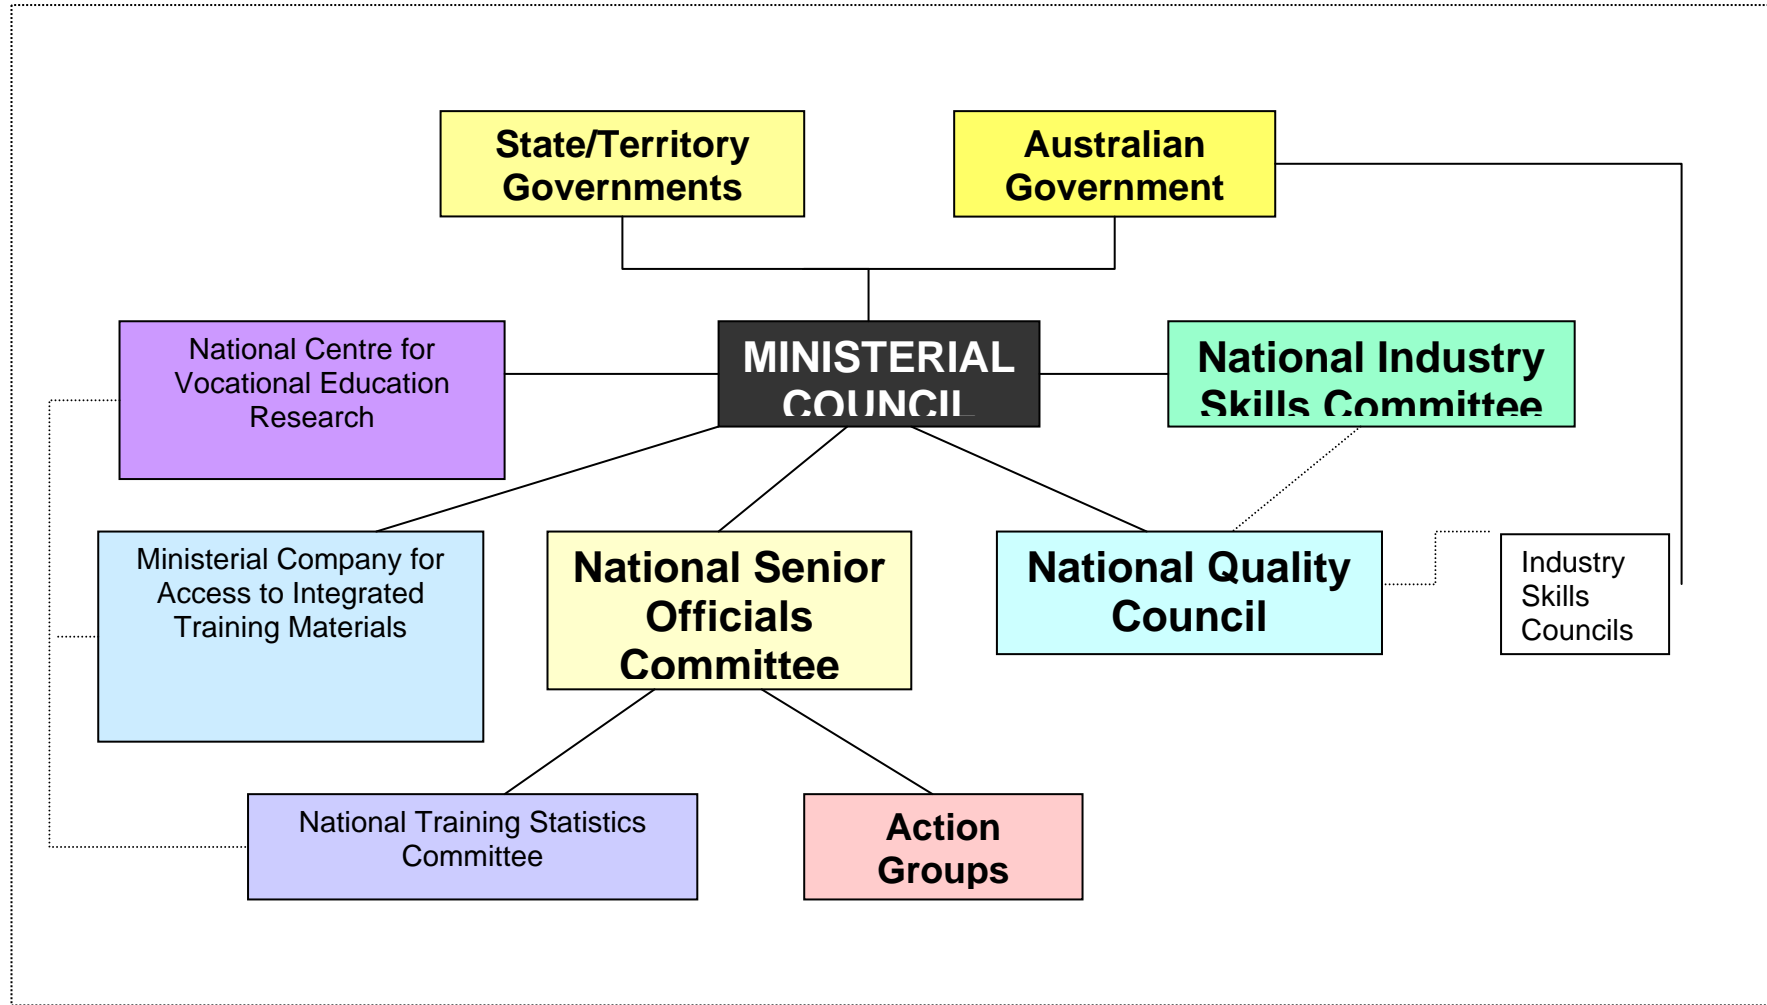 State/Territory
Governments
Australian
Government
National Centre for
Vocational Education
Research
MINISTERIAL
COUNCIL
National Industry
Skills Committee
Ministerial Company for
Access to Integrated
Training Materials
National Senior
Officials
Committee
National Quality
Council
Industry
Skills
Councils
National Training Statistics
Committee
Action
Groups